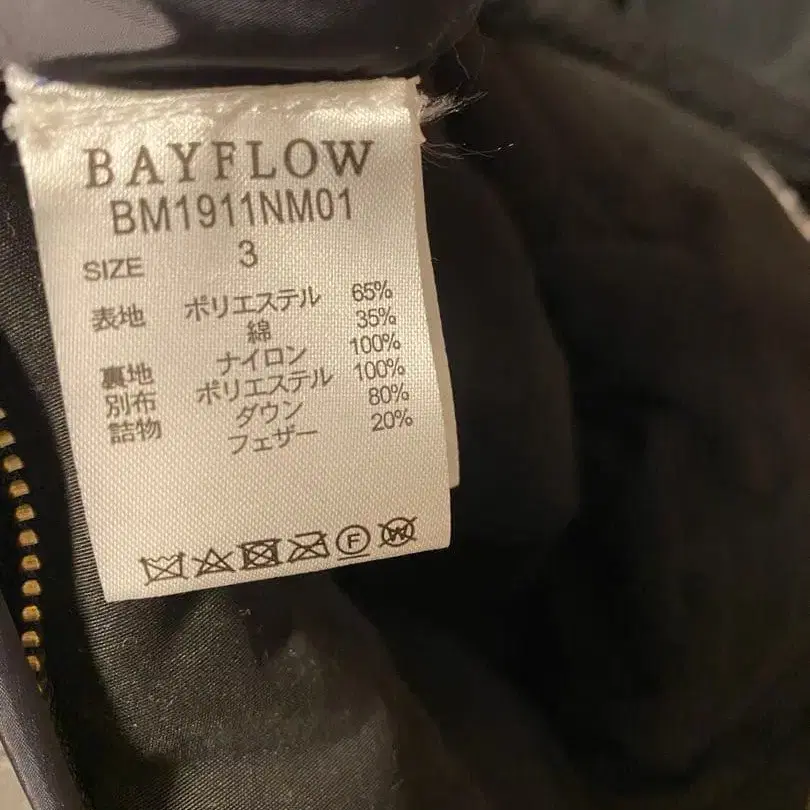 BAYFLOW
BM1911NM01
SIZE 3
表地 ポリエステル 65%
綿 35%
裏地 ナイロン 100%
別布 ポリエステル 100%
詰物 ダウン 80%
フェザー 20%
F W